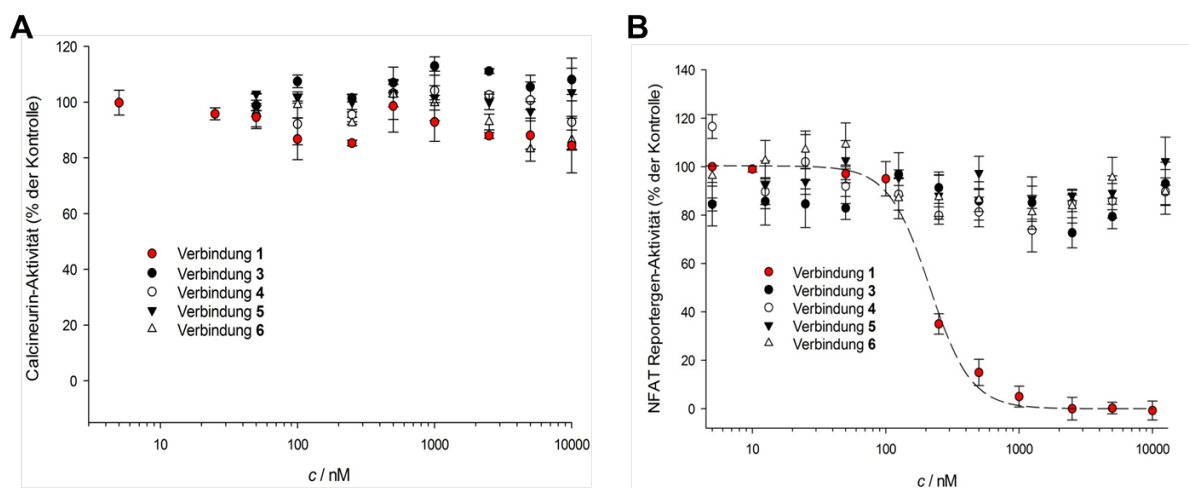 A
Calcineurin-Aktivität (% der Kontrolle)
120
100
80
60
40
20
0
Verbindung 1
Verbindung 3
Verbindung 4
Verbindung 5
Verbindung 6
10
100
1000
10000
c / nM
B
NFAT Reportergen-Aktivität (% der Kontrolle)
140
120
100
80
60
40
20
0
Verbindung 1
Verbindung 3
Verbindung 4
Verbindung 5
Verbindung 6
10
100
1000
10000
c / nM